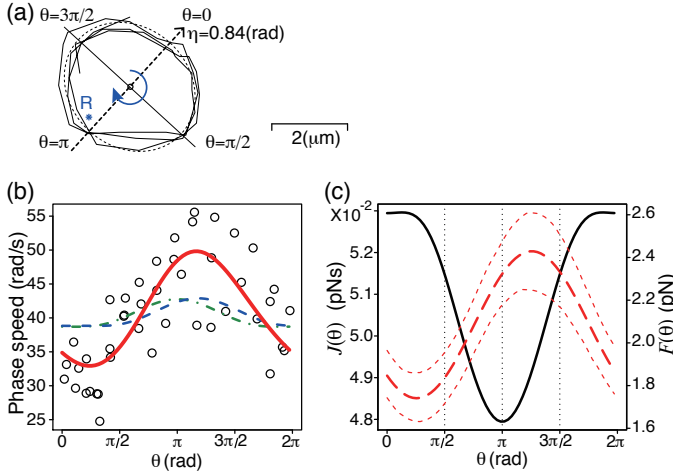 (a)
θ=3π/2
θ=0
η=0.84(rad)
R
θ=π
θ=π/2
2(μm)
(b)
Phase speed (rad/s)
55
50
45
40
35
30
25
0
π/2
π
3π/2
2π
θ (rad)
(c)
X10⁻²
J(θ) (pNs)
5.2
5.1
5.0
4.9
4.8
0
π/2
π
3π/2
2π
θ (rad)
2.6
2.4
2.2
2.0
1.8
1.6
F(θ) (pN)